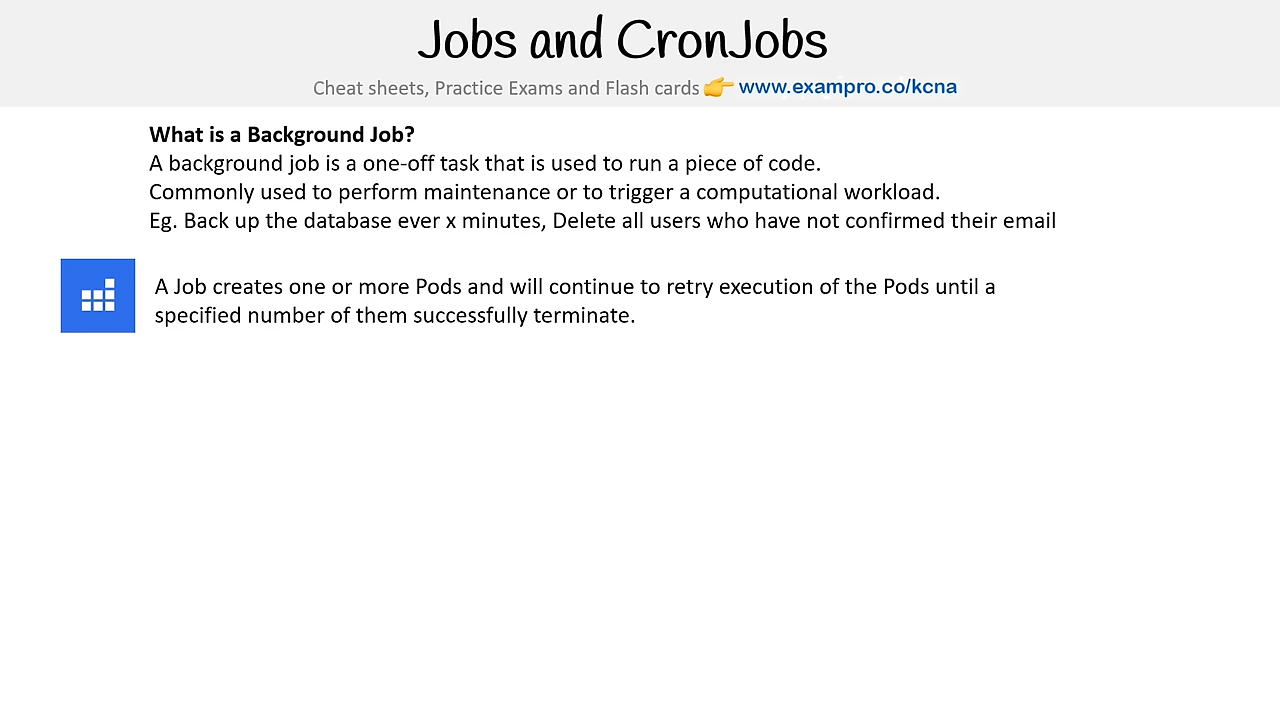 Jobs and CronJobs
Cheat sheets, Practice Exams and Flash cards 👉 www.exampro.co/kcna
What is a Background Job?
A background job is a one-off task that is used to run a piece of code.
Commonly used to perform maintenance or to trigger a computational workload.
Eg. Back up the database ever x minutes, Delete all users who have not confirmed their email
A Job creates one or more Pods and will continue to retry execution of the Pods until a
specified number of them successfully terminate.